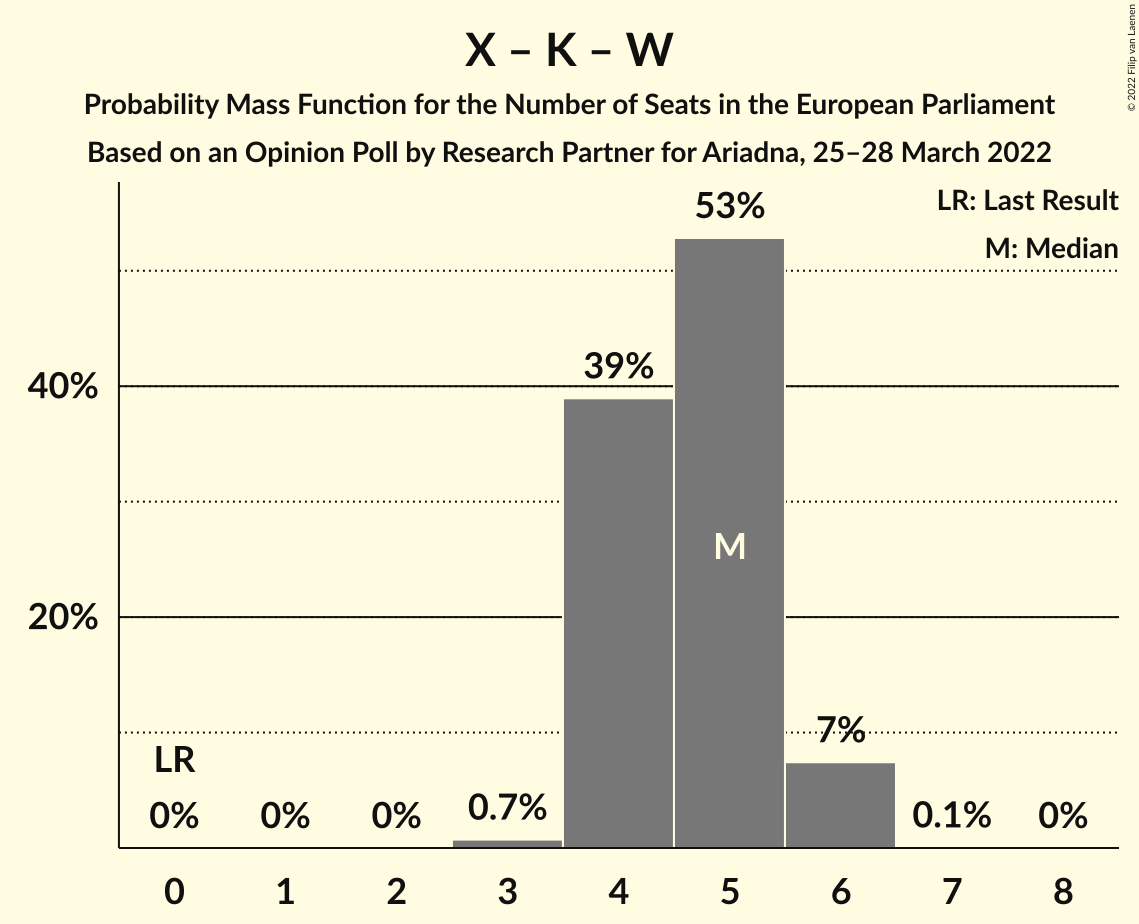 X – K – W
Probability Mass Function for the Number of Seats in the European Parliament
Based on an Opinion Poll by Research Partner for Ariadna, 25–28 March 2022
© 2022 Filip van Laenen
LR: Last Result
M: Median
53%
39%
40%
M
20%
7%
LR
0%
0%
0%
0.7%
0.1%
0%
0
1
2
3
4
5
6
7
8